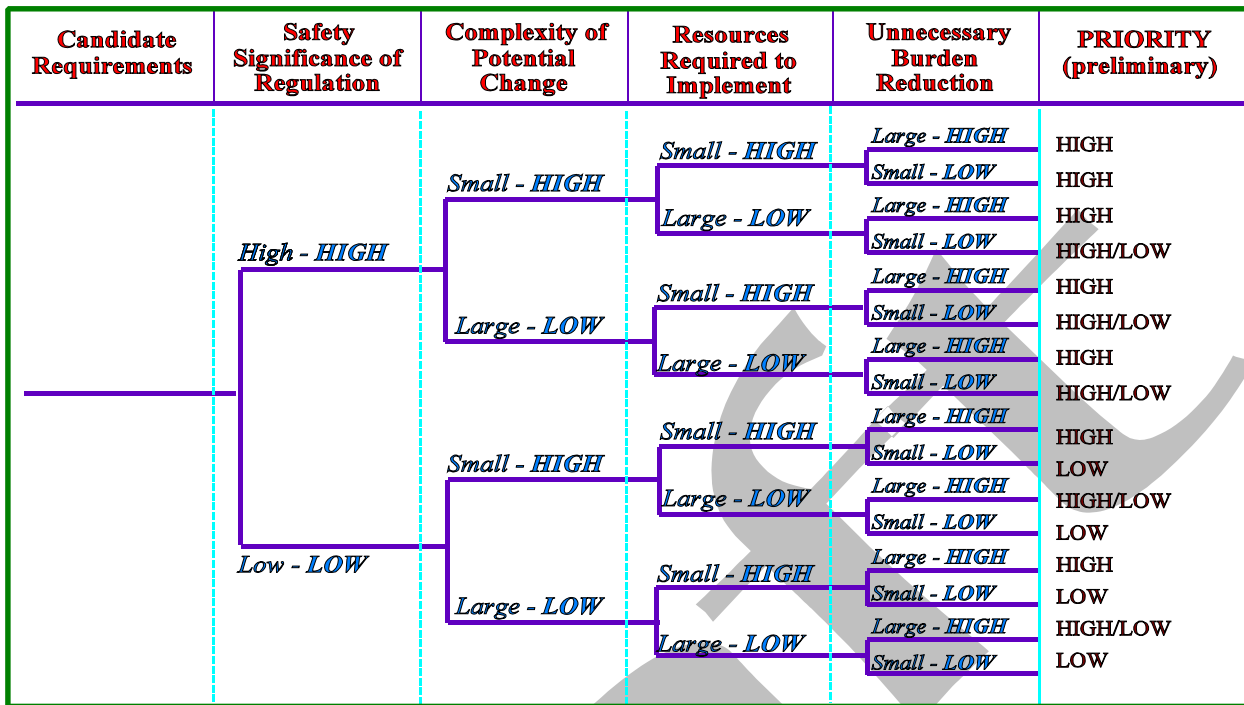 Candidate
Requirements
Safety
Significance of
Regulation
Complexity of
Potential
Change
Resources
Required to
Implement
Unnecessary
Burden
Reduction
PRIORITY
(preliminary)
High - HIGH
Low - LOW
Small - HIGH
Large - LOW
Small - HIGH
Large - LOW
Small - HIGH
Large - LOW
Small - HIGH
Large - LOW
Small - HIGH
Large - LOW
Small - HIGH
Large - LOW
Large - HIGH
Small - LOW
Large - HIGH
Small - LOW
Large - HIGH
Small - LOW
Large - HIGH
Small - LOW
Large - HIGH
Small - LOW
Large - HIGH
Small - LOW
Large - HIGH
Small - LOW
Large - HIGH
Small - LOW
HIGH
HIGH
HIGH
HIGH/LOW
HIGH
HIGH/LOW
HIGH
HIGH/LOW
HIGH
LOW
HIGH/LOW
LOW
HIGH
LOW
HIGH/LOW
LOW